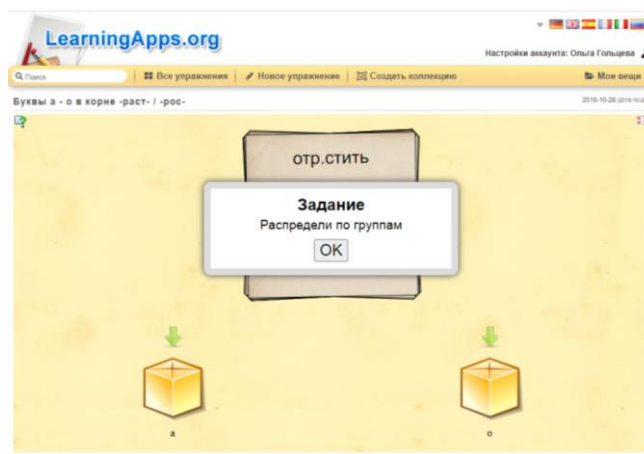 LearningApps.org
Настройки аккаунта: Ольга Гольцева
Поиск
Все упражнения
Новое упражнение
Создать коллекцию
Мои вещи
Буквы а - о в корне -раст- / -рос-
2016-10-29
отр.стить
Задание
Распредели по группам
OK
а
о